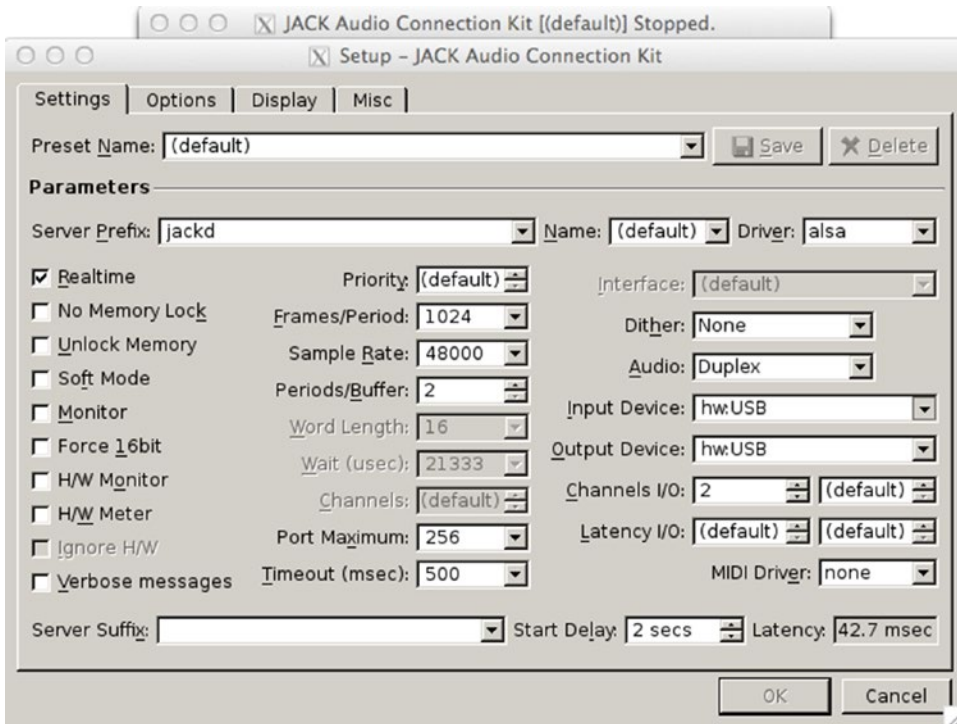 JACK Audio Connection Kit [(default)] Stopped.
Setup – JACK Audio Connection Kit
Settings Options Display Misc
Preset Name: (default) Save Delete
Parameters
Server Prefix: jackd Name: (default) Driver: alsa
Realtime Priority: (default) Interface: (default)
No Memory Lock Frames/Period: 1024 Dither: None
Unlock Memory Sample Rate: 48000 Audio: Duplex
Soft Mode Periods/Buffer: 2 Input Device: hw:USB
Monitor Word Length: 16 Output Device: hw:USB
Force 16bit Wait (usec): 21333 Channels I/O: 2 (default)
H/W Monitor Channels: (default) Latency I/O: (default) (default)
H/W Meter Port Maximum: 256 MIDI Driver: none
Ignore H/W Timeout (msec): 500
Verbose messages
Server Suffix: Start Delay: 2 secs Latency: 42.7 msec
OK Cancel